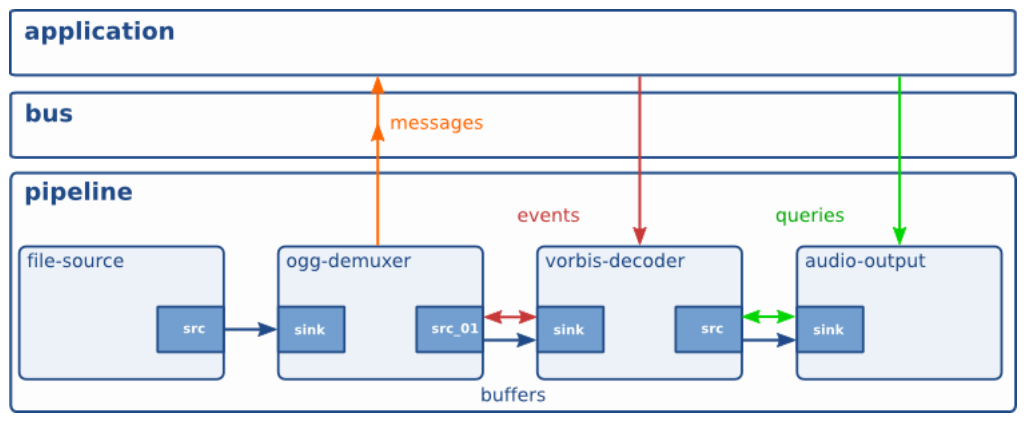 application
bus
messages
pipeline
events
queries
file-source
ogg-demuxer
vorbis-decoder
audio-output
src
sink
src_01
sink
src
sink
buffers